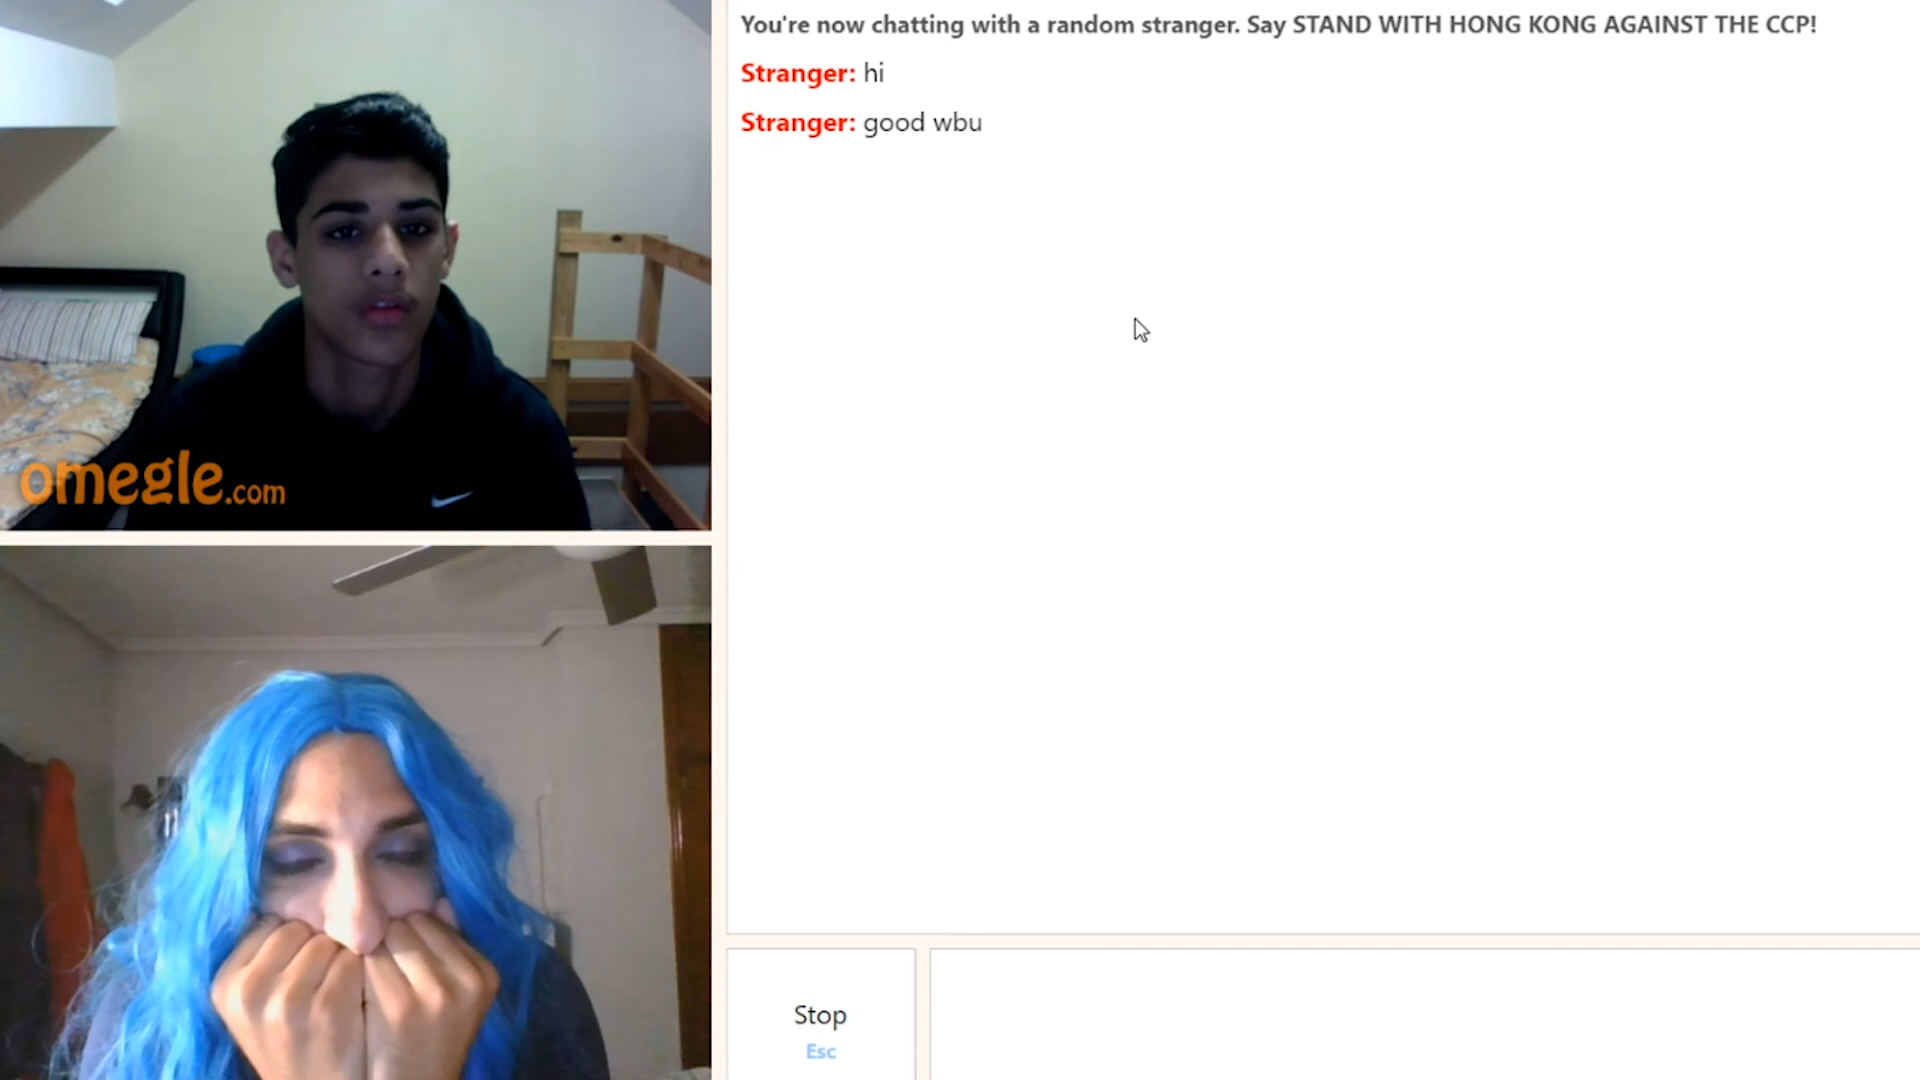 You're now chatting with a random stranger. Say STAND WITH HONG KONG AGAINST THE CCP!
Stranger: hi
Stranger: good wbu
omegle.com
Stop
Esc